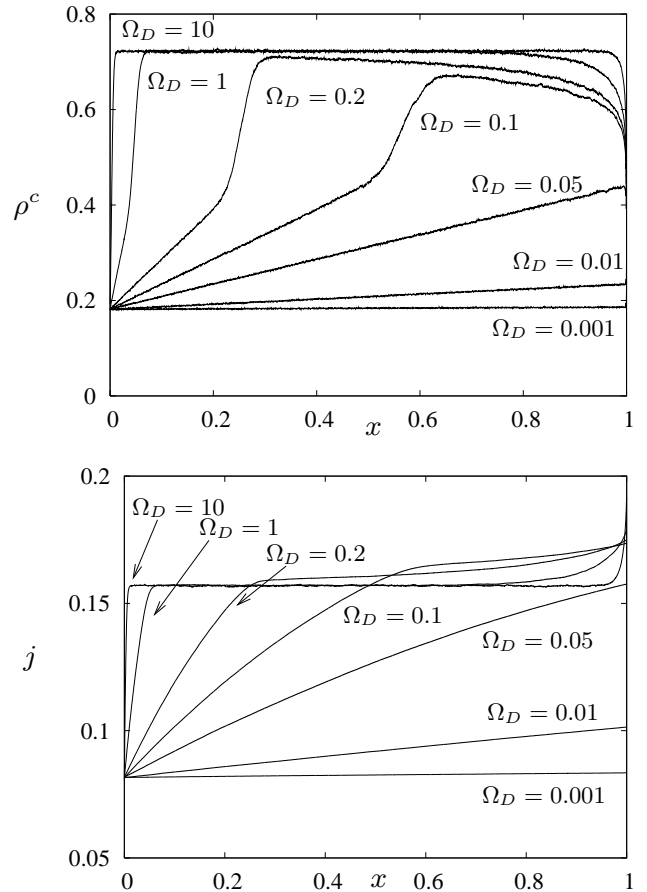 0.8
Ω_D = 10
Ω_D = 1
Ω_D = 0.2
0.6
Ω_D = 0.1
Ω_D = 0.05
ρ^c
0.4
Ω_D = 0.01
0.2
Ω_D = 0.001
0
0 0.2 0.4 0.6 0.8 1
x
0.2
Ω_D = 10
Ω_D = 1
Ω_D = 0.2
0.15
Ω_D = 0.1
Ω_D = 0.05
j
Ω_D = 0.01
0.1
Ω_D = 0.001
0.05
0 0.2 0.4 0.6 0.8 1
x